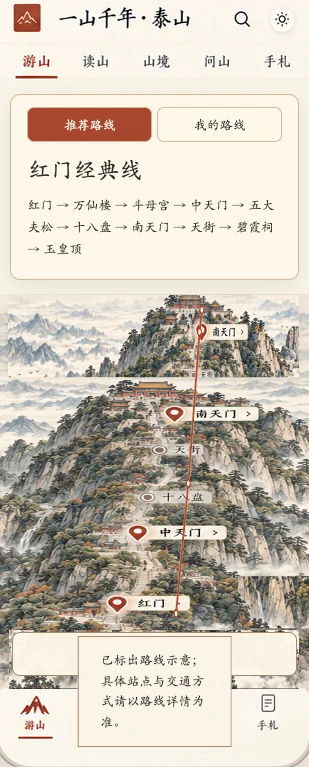 一山千年·泰山
游山 读山 山境 问山 手札
推荐路线 我的路线
红门经典线
红门 → 万仙楼 → 斗母宫 → 中天门 → 五大
夫松 → 十八盘 → 南天门 → 天街 → 碧霞祠
→ 玉皇顶
南天门 >
南天门 >
天街
十八盘
中天门 >
红门 >
已标出路线示意；
具体站点与交通方
式请以路线详情为
准。
游山 手札